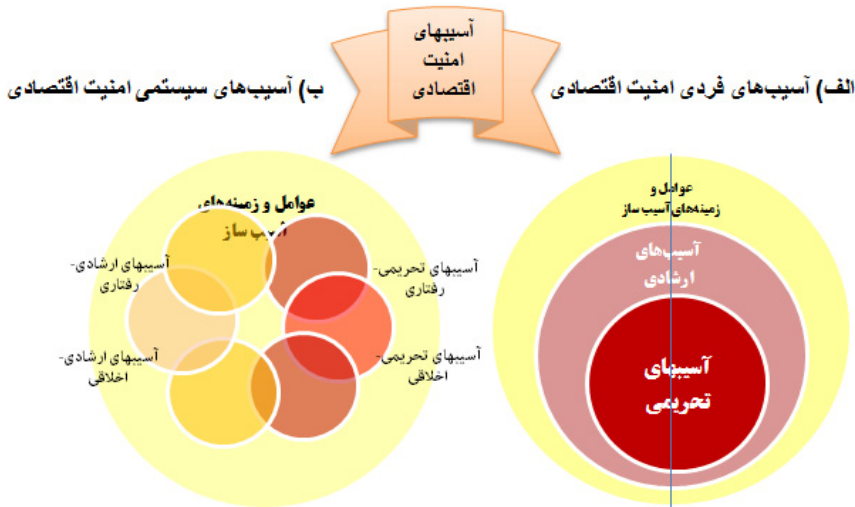 آسیبهای
امنیت
اقتصادی
الف) آسیب‌های فردی امنیت اقتصادی
ب) آسیب‌های سیستمی امنیت اقتصادی
عوامل و
زمینه‌های آسیب ساز
آسیب‌های
ارشادی
آسیبهای
تحریمی
عوامل و زمینه‌های
آسیب ساز
آسیبهای تحریمی-
رفتاری
آسیبهای تحریمی-
اخلاقی
آسیبهای ارشادی-
رفتاری
آسیبهای ارشادی-
اخلاقی